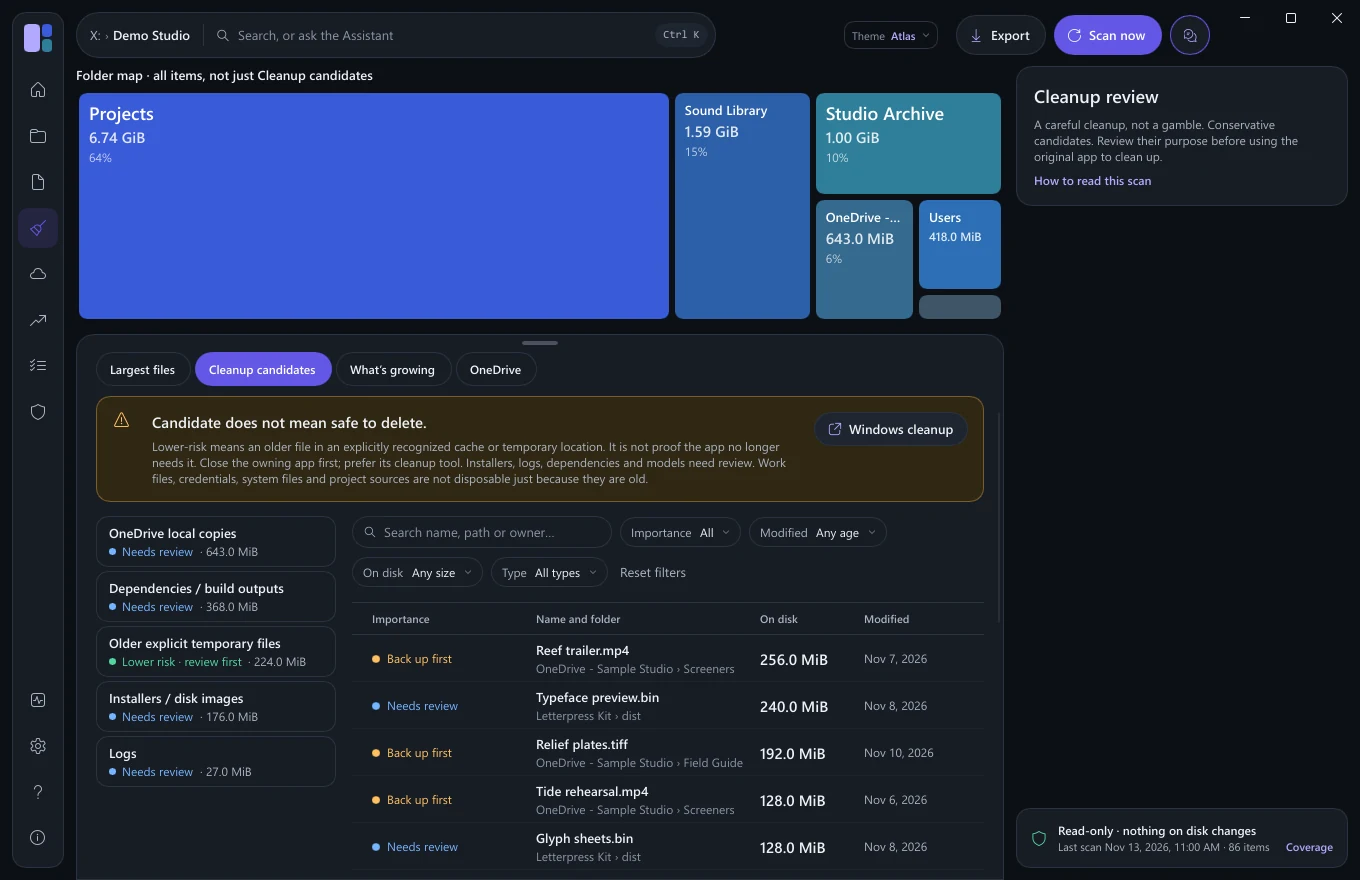 X: › Demo Studio
Search, or ask the Assistant
Ctrl K
Theme Atlas
Export
Scan now
Folder map · all items, not just Cleanup candidates
Projects
6.74 GiB
64%
Sound Library
1.59 GiB
15%
Studio Archive
1.00 GiB
10%
OneDrive -...
643.0 MiB
6%
Users
418.0 MiB
Cleanup review
A careful cleanup, not a gamble. Conservative
candidates. Review their purpose before using the
original app to clean up.
How to read this scan
Largest files
Cleanup candidates
What's growing
OneDrive
Candidate does not mean safe to delete.
Lower-risk means an older file in an explicitly recognized cache or temporary location. It is not proof the app no longer
needs it. Close the owning app first; prefer its cleanup tool. Installers, logs, dependencies and models need review. Work
files, credentials, system files and project sources are not disposable just because they are old.
Windows cleanup
OneDrive local copies
Needs review · 643.0 MiB
Dependencies / build outputs
Needs review · 368.0 MiB
Older explicit temporary files
Lower risk · review first · 224.0 MiB
Installers / disk images
Needs review · 176.0 MiB
Logs
Needs review · 27.0 MiB
Search name, path or owner...
Importance All
Modified Any age
On disk Any size
Type All types
Reset filters
Importance Name and folder On disk Modified
Back up first Reef trailer.mp4 256.0 MiB Nov 7, 2026
OneDrive - Sample Studio › Screeners
Needs review Typeface preview.bin 240.0 MiB Nov 8, 2026
Letterpress Kit › dist
Back up first Relief plates.tiff 192.0 MiB Nov 10, 2026
OneDrive - Sample Studio › Field Guide
Back up first Tide rehearsal.mp4 128.0 MiB Nov 6, 2026
OneDrive - Sample Studio › Screeners
Needs review Glyph sheets.bin 128.0 MiB Nov 8, 2026
Letterpress Kit › dist
Read-only · nothing on disk changes
Last scan Nov 13, 2026, 11:00 AM · 86 items
Coverage